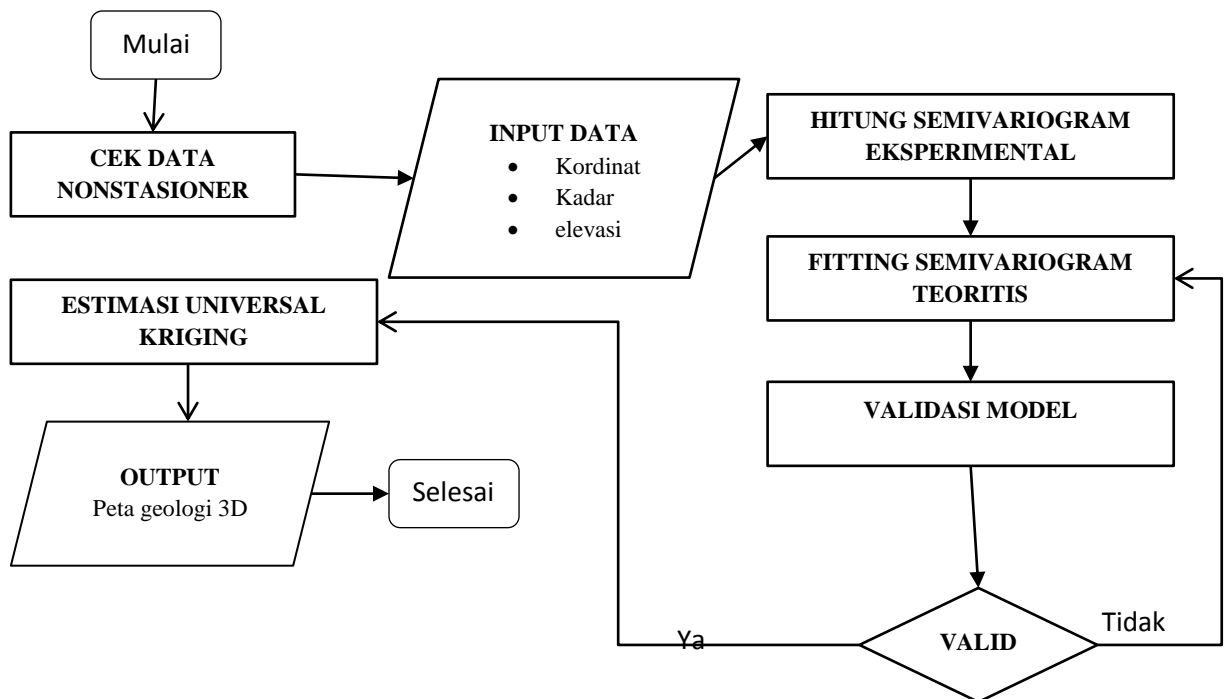 Mulai
CEK DATA
NONSTASIONER
INPUT DATA
• Kordinat
• Kadar
• elevasi
HITUNG SEMIVARIOGRAM
EKSPERIMENTAL
FITTING SEMIVARIOGRAM
TEORITIS
VALIDASI MODEL
VALID
Tidak
Ya
ESTIMASI UNIVERSAL
KRIGING
OUTPUT
Peta geologi 3D
Selesai